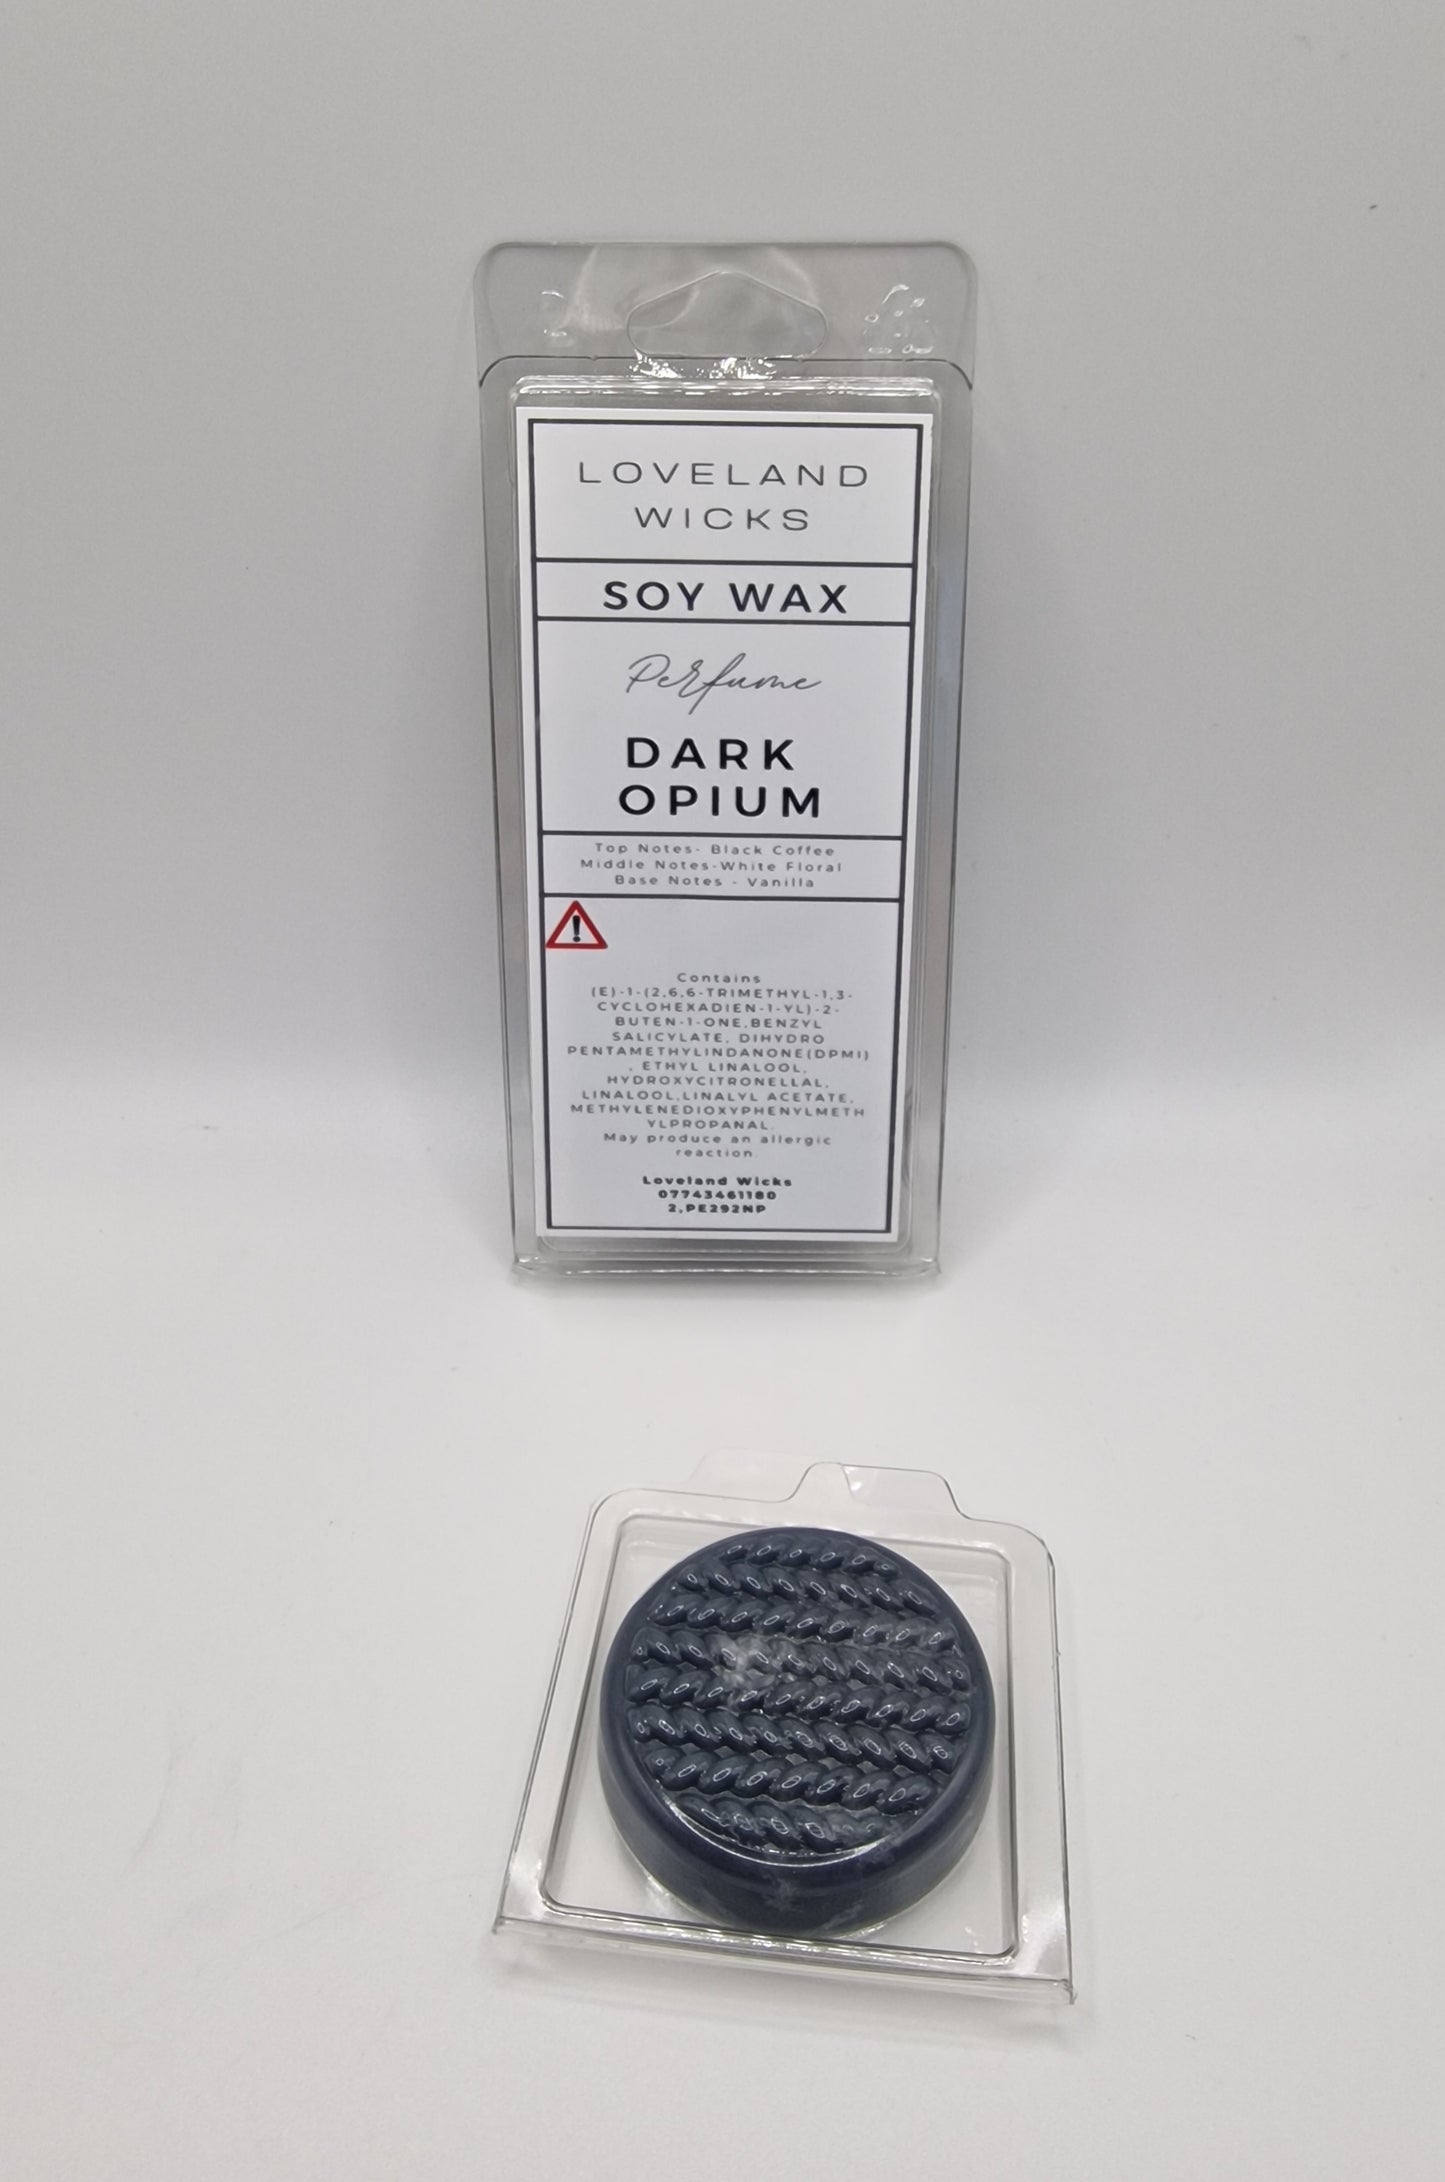 LOVELAND
WICKS
SOY WAX
Perfume
DARK
OPIUM
Top Notes- Black Coffee
Middle Notes-White Floral
Base Notes - Vanilla
Contains
(E)-1-(2,6,6-TRIMETHYL-1,3-
CYCLOHEXADIEN-1-YL)-2-
BUTEN-1-ONE,BENZYL
SALICYLATE, DIHYDRO
PENTAMETHYLINDANONE(DPMI)
, ETHYL LINALOOL,
HYDROXYCITRONELLAL,
LINALOOL,LINALYL ACETATE,
METHYLENEDIOXYPHENYLMETH
YLPROPANAL.
May produce an allergic
reaction.
Loveland Wicks
07743461180
2,PE292NP